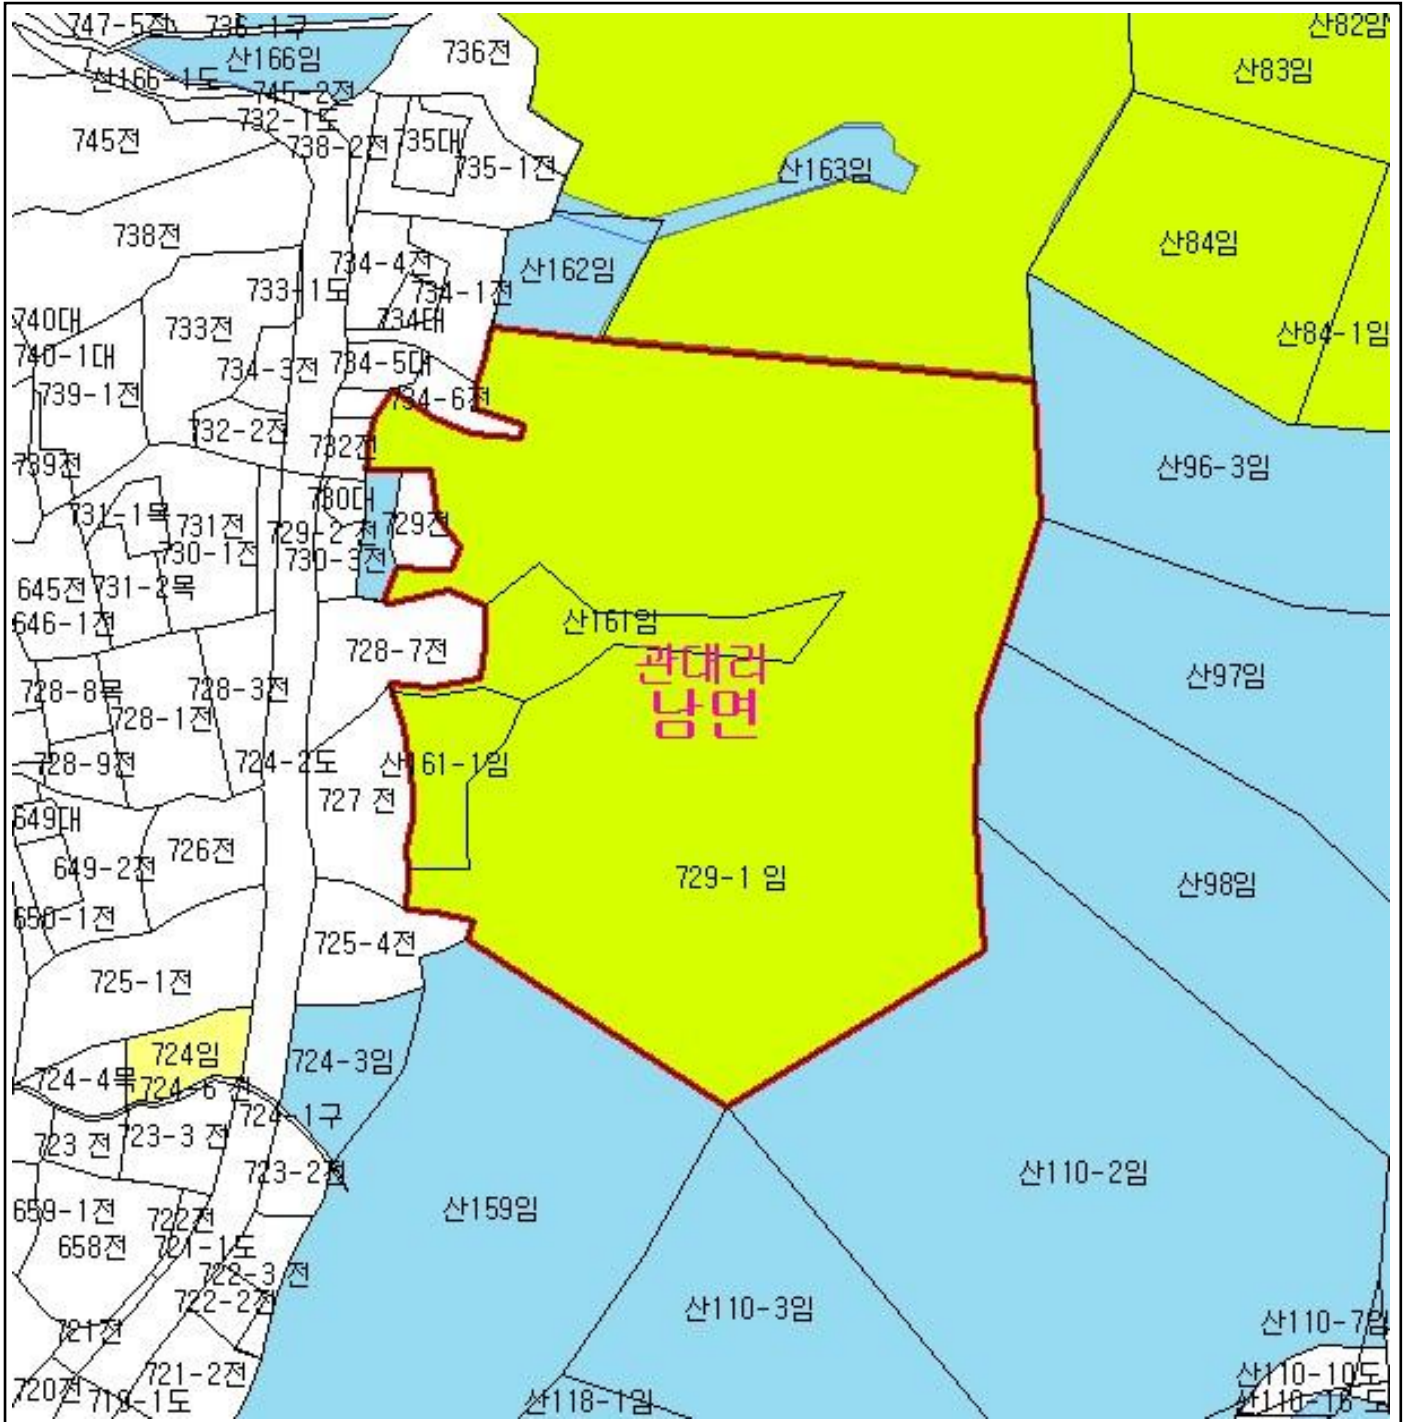 747-5전
736-1구
산82임
736전
산166임
산83임
산166-1도
745-2전
732-1도
745전
738-2전
735대
735-1전
산163임
738전
산84임
734-4전
산162임
733-1도
734-1전
740대
734대
733전
산84-1임
740-1대
734-5대
734-3전
739-1전
734-6전
732-2전
732전
739전
산96-3임
730대
731-1목
731전
729-2 전
729전
730-1전
730-3전
645전
731-2목
646-1전
산161임
728-7전
관대리
남면
산97임
728-8목
728-3전
728-1전
728-9전
724-2도
산161-1임
727 전
649대
726전
649-2전
729-1 임
산98임
650-1전
725-4전
725-1전
724임
724-3임
724-4목
724-6 전
724-1구
723 전
723-3 전
723-2전
산110-2임
659-1전
722전
산159임
658전
721-1도
722-3 전
722-2전
산110-3임
산110-7임
721전
721-2전
산110-10도
720전
719-1도
산118-1임
산110-16 도